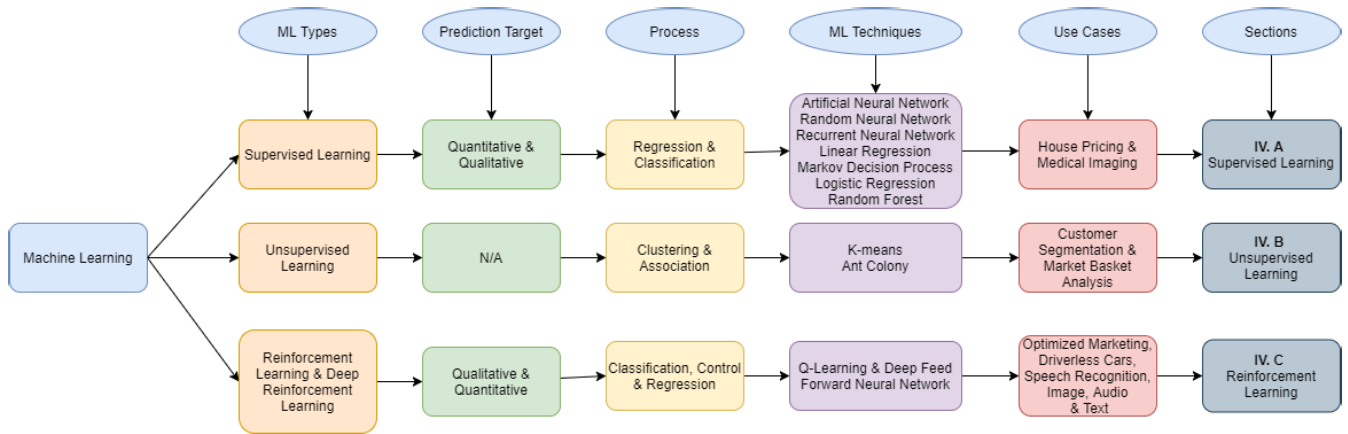 ML Types
Prediction Target
Process
ML Techniques
Use Cases
Sections
Machine Learning
Supervised Learning
Quantitative &
Qualitative
Regression &
Classification
Artificial Neural Network
Random Neural Network
Recurrent Neural Network
Linear Regression
Markov Decision Process
Logistic Regression
Random Forest
House Pricing &
Medical Imaging
IV. A
Supervised Learning
Unsupervised
Learning
N/A
Clustering &
Association
K-means
Ant Colony
Customer
Segmentation &
Market Basket
Analysis
IV. B
Unsupervised
Learning
Reinforcement
Learning & Deep
Reinforcement
Learning
Qualitative &
Quantitative
Classification, Control
& Regression
Q-Learning & Deep Feed
Forward Neural Network
Optimized Marketing,
Driverless Cars,
Speech Recognition,
Image, Audio
& Text
IV. C
Reinforcement
Learning